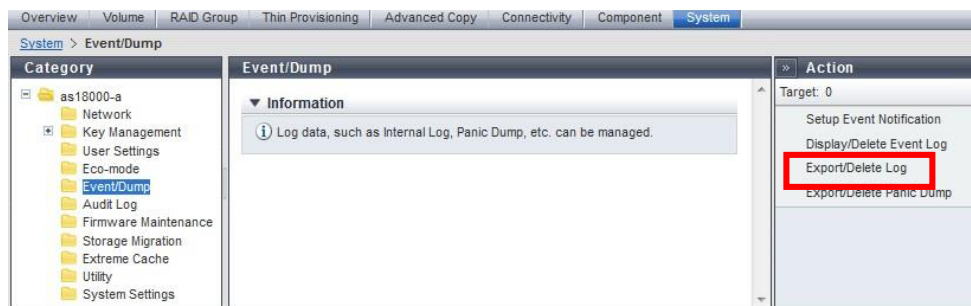 Overview Volume RAID Group Thin Provisioning Advanced Copy Connectivity Component System
System > Event/Dump
Category
as18000-a
Network
Key Management
User Settings
Eco-mode
Event/Dump
Audit Log
Firmware Maintenance
Storage Migration
Extreme Cache
Utility
System Settings
Event/Dump
Information
Log data, such as Internal Log, Panic Dump, etc. can be managed.
» Action
Target: 0
Setup Event Notification
Display/Delete Event Log
Export/Delete Log
Export/Delete Panic Dump